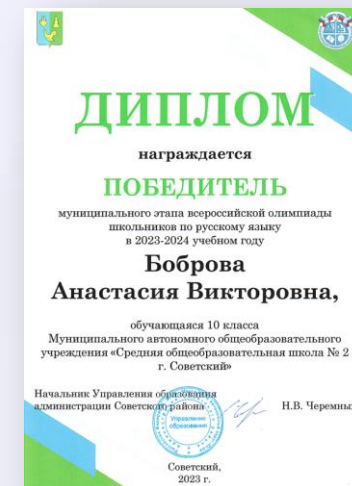 ДИПЛОМ
награждается
ПОБЕДИТЕЛЬ
муниципального этапа всероссийской олимпиады
школьников по русскому языку
в 2023-2024 учебном году
Боброва
Анастасия Викторовна,
обучающаяся 10 класса
Муниципального автономного общеобразовательного
учреждения «Средняя общеобразовательная школа № 2
г. Советский»
Начальник Управления образования
администрации Советского района
Н.В. Черемных
Управление
образования
Советский,
2023 г.